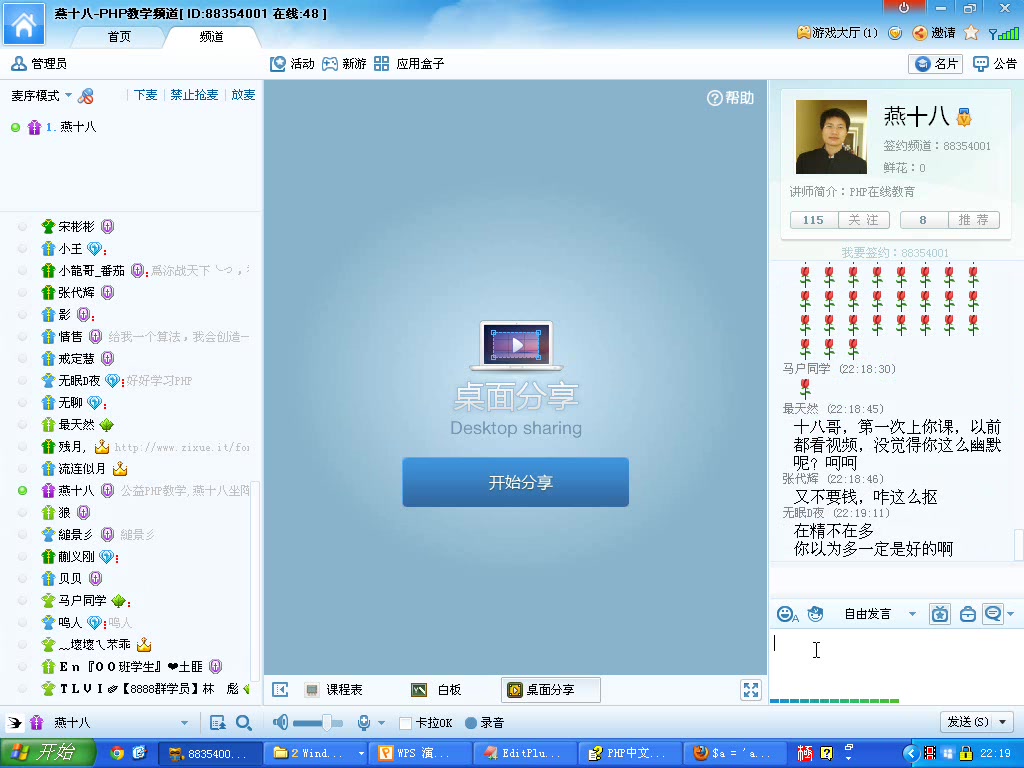 燕十八-PHP教学频道[ ID:88354001 在线:48 ]
首页
频道
游戏大厅(1)
邀请
管理员
活动
新游
应用盒子
名片
公告
麦序模式
下麦
禁止抢麦
放麦
1. 燕十八
宋彬彬
小王
小龍哥_番茄
張代辉
影
情售 给我一个算法，我会创造一
戒定慧
无眠D夜 好好学习PHP
无聊
最天然
残月, http://www.zixue.it/for
流连似月
燕十八 公益PHP教学,燕十八坐阵
狼
縋景彡 縋景彡
蒯义刚
贝贝
马户同学
鸣人 鸣人
﹏壞壞乀苶乖
En『OO班学生』❤土匪
TLVI✐【8888群学员】林 彪
帮助
桌面分享
Desktop sharing
开始分享
课程表
白板
桌面分享
燕十八
签约频道：88354001
鲜花：0
讲师简介：PHP在线教育
115 关 注
8 推 荐
我要签约：88354001
马户同学 (22:18:30)
最天然 (22:18:45)
十八哥，第一次上你课，以前
都看视频，没觉得你这么幽默
呢？呵呵
张代辉 (22:18:46)
又不要钱，咋这么抠
无眠D夜 (22:19:11)
在精不在多
你以为多一定是好的啊
自由发言
燕十八
卡拉OK
录音
发送(S)
开始
8835400...
2 Wind...
WPS 演...
EditPlu...
PHP中文...
$a = 'a...
22:19